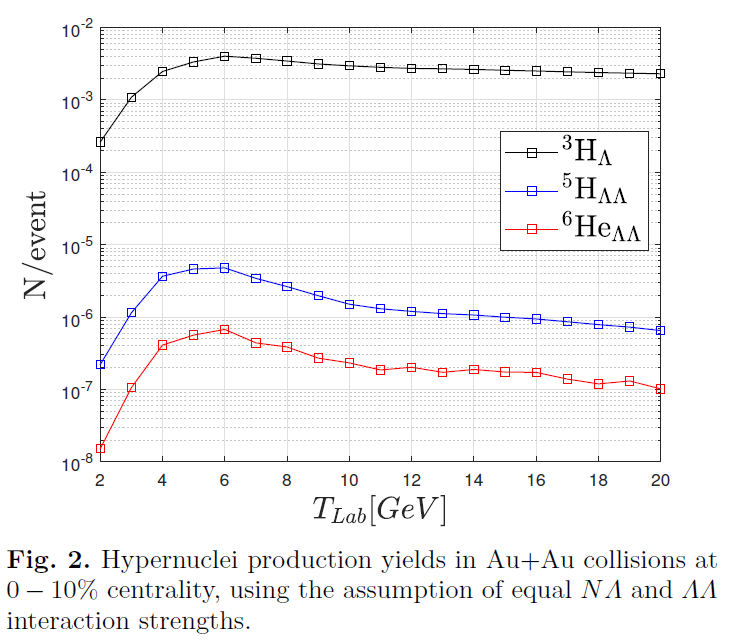 10⁻²
10⁻³
10⁻⁴
10⁻⁵
10⁻⁶
10⁻⁷
10⁻⁸
N/event
³H_Λ
⁵H_ΛΛ
⁶He_ΛΛ
2 4 6 8 10 12 14 16 18 20
T_Lab[GeV]
Fig. 2. Hypernuclei production yields in Au+Au collisions at
0 − 10% centrality, using the assumption of equal NΛ and ΛΛ
interaction strengths.